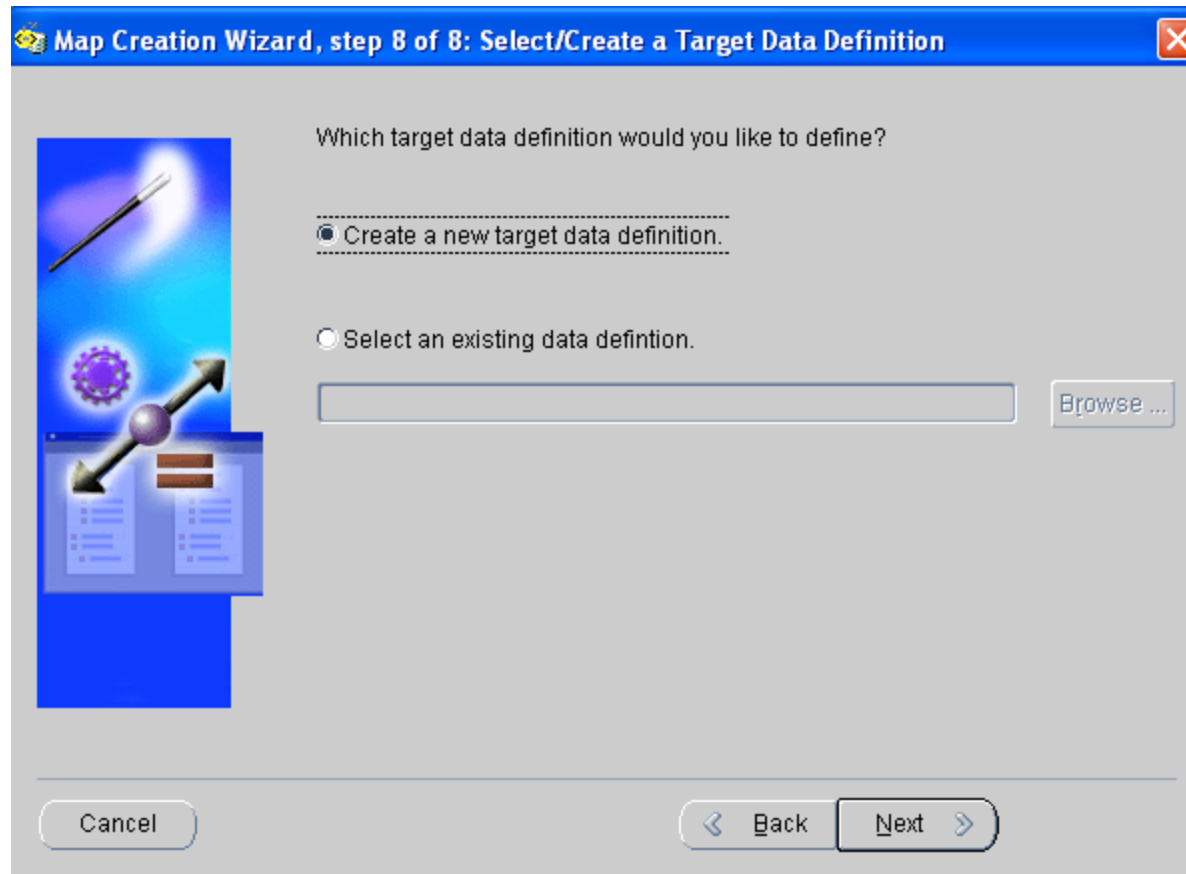 Map Creation Wizard, step 8 of 8: Select/Create a Target Data Definition
Which target data definition would you like to define?
Create a new target data definition.
Select an existing data defintion.
Browse ...
Cancel
Back
Next